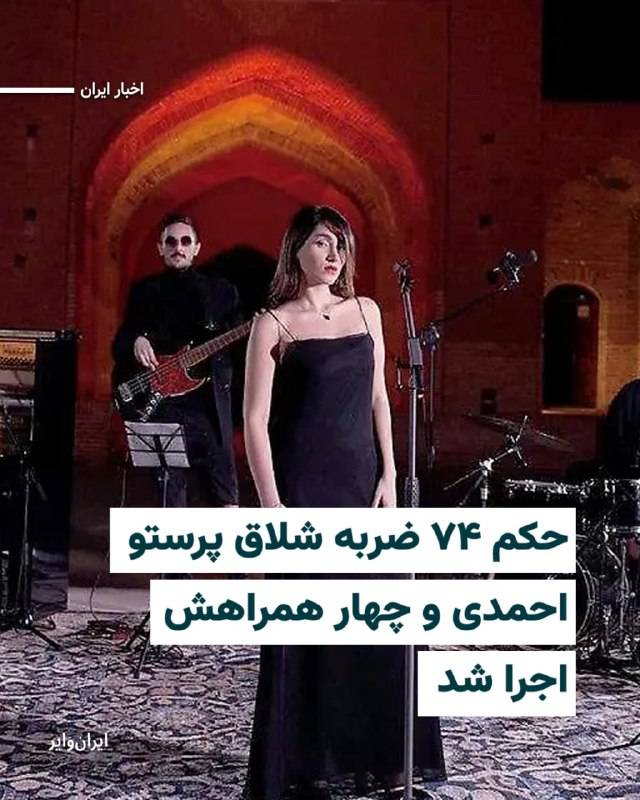 اخبار ایران
حکم ۷۴ ضربه شلاق پرستو
احمدی و چهار همراهش
اجرا شد
ایران‌وایر